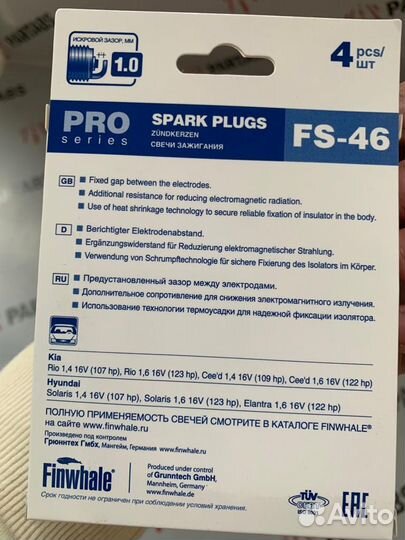 ИСКРОВОЙ ЗАЗОР, ММ
1.0
4 pcs/
шт
PRO
series
SPARK PLUGS
ZÜNDKERZEN
СВЕЧИ ЗАЖИГАНИЯ
FS-46
GB
Fixed gap between the electrodes.
Additional resistance for reducing electromagnetic radiation.
Use of heat shrinkage technology to secure reliable fixation of insulator in the body.
D
Berichtigter Elektrodenabstand.
Ergänzungswiderstand für Reduzierung elektromagnetischer Strahlung.
Verwendung von Schrumpftechnologie für sichere Fixierung des Isolators im Körper.
RU
Предустановленный зазор между электродами.
Дополнительное сопротивление для снижения электромагнитного излучения.
Использование технологии термоусадки для надежной фиксации изолятора.
Kia
Rio 1,4 16V (107 hp), Rio 1,6 16V (123 hp), Cee'd 1,4 16V (109 hp), Cee'd 1,6 16V (122 hp)
Hyundai
Solaris 1,4 16V (107 hp), Solaris 1,6 16V (123 hp), Elantra 1,6 16V (122 hp)
ПОЛНУЮ ПРИМЕНЯЕМОСТЬ СВЕЧЕЙ СМОТРИТЕ В КАТАЛОГЕ FINWHALE®
на сайте www.finwhale.ru
Произведено под контролем
Грюннтех Гмбх, Мангейм, Германия www.finwhale.ru
Finwhale®
Produced under control
of Grunntech GmbH,
Mannheim, Germany
www.finwhale.de
Срок годности не ограничен при соблюдении условий хранения.
TÜV
CERT
ISO 9001
EAC
Avito